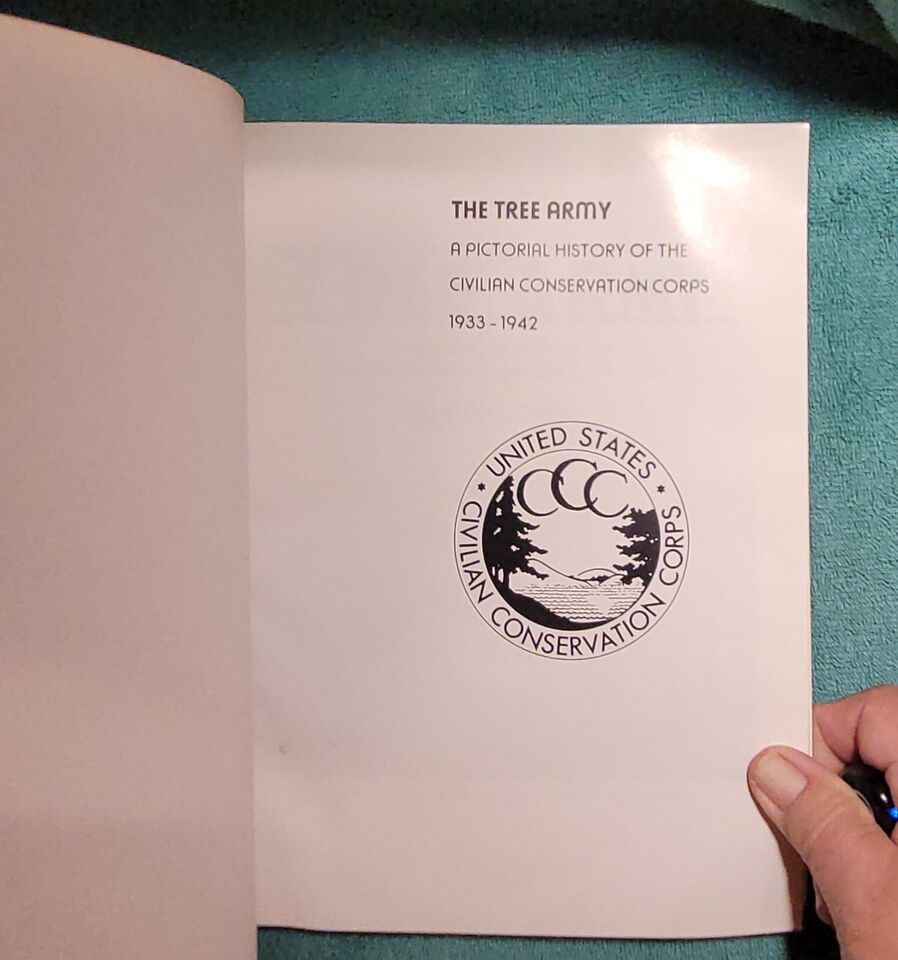 THE TREE ARMY
A PICTORIAL HISTORY OF THE
CIVILIAN CONSERVATION CORPS
1933 - 1942
UNITED STATES
CCC
CIVILIAN CONSERVATION CORPS